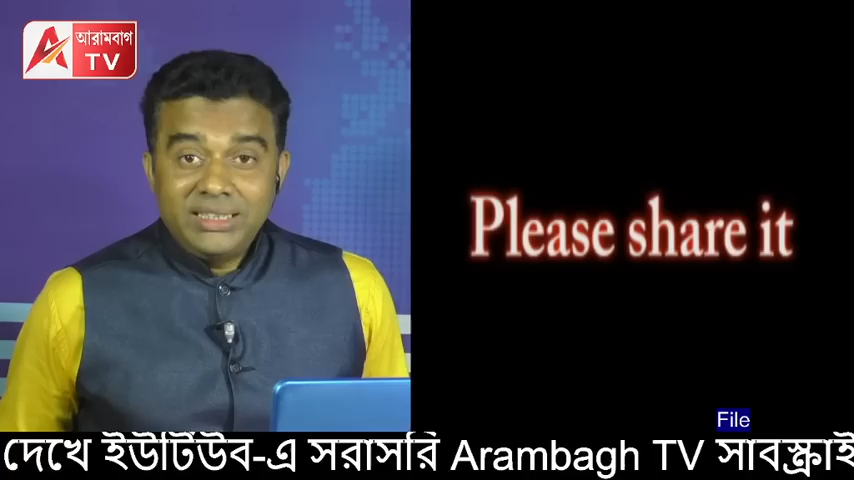 আরামবাগ
TV
Please share it
File
দেখে ইউটিউব-এ সরাসরি Arambagh TV সাবস্ক্রাই